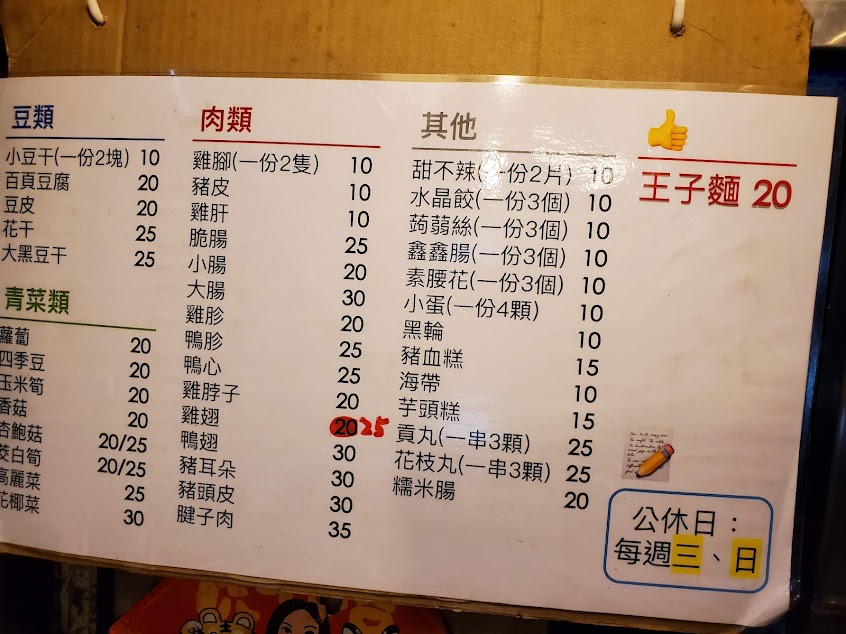 豆類
小豆干(一份2塊) 10
百頁豆腐 20
豆皮 20
花干 25
大黑豆干 25
青菜類
蘿蔔 20
四季豆 20
玉米筍 20
香菇 20
杏鮑菇 20/25
茭白筍 20/25
高麗菜 25
花椰菜 30
肉類
雞腳(一份2隻) 10
豬皮 10
雞肝 10
脆腸 25
小腸 20
大腸 30
雞胗 20
鴨胗 25
鴨心 25
雞脖子 20
雞翅 20 25
鴨翅 30
豬耳朵 30
豬頭皮 30
腱子肉 35
其他
甜不辣(一份2片) 10
水晶餃(一份3個) 10
蒟蒻絲(一份3個) 10
鑫鑫腸(一份3個) 10
素腰花(一份3個) 10
小蛋(一份4顆) 10
黑輪 10
豬血糕 15
海帶 10
芋頭糕 15
貢丸(一串3顆) 25
花枝丸(一串3顆) 25
糯米腸 20
王子麵 20
公休日：
每週三、日